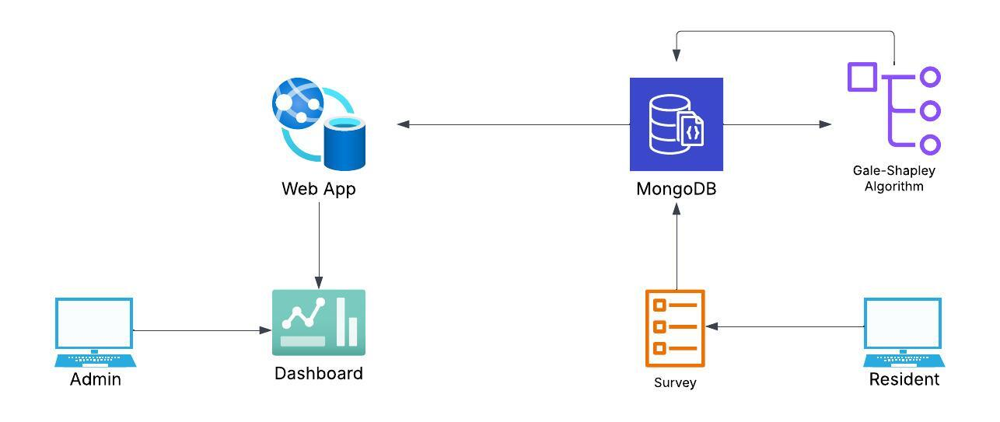 Web App
MongoDB
Gale-Shapley
Algorithm
Admin
Dashboard
Survey
Resident